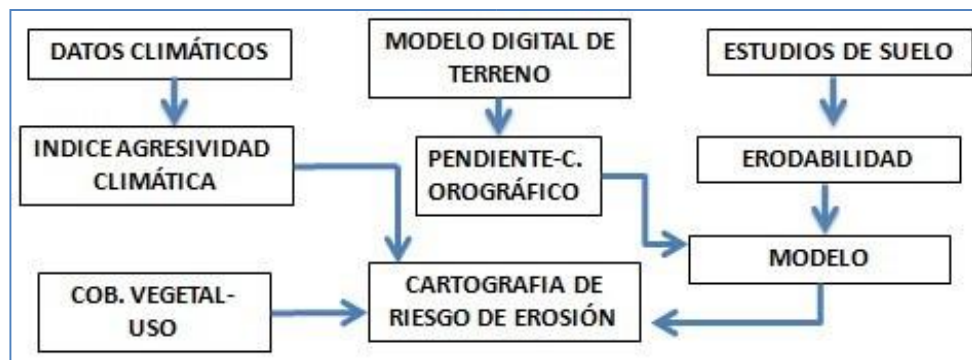 DATOS CLIMÁTICOS
MODELO DIGITAL DE
TERRENO
ESTUDIOS DE SUELO
INDICE AGRESIVIDAD
CLIMÁTICA
PENDIENTE-C.
OROGRÁFICO
ERODABILIDAD
MODELO
COB. VEGETAL-
USO
CARTOGRAFIA DE
RIESGO DE EROSIÓN